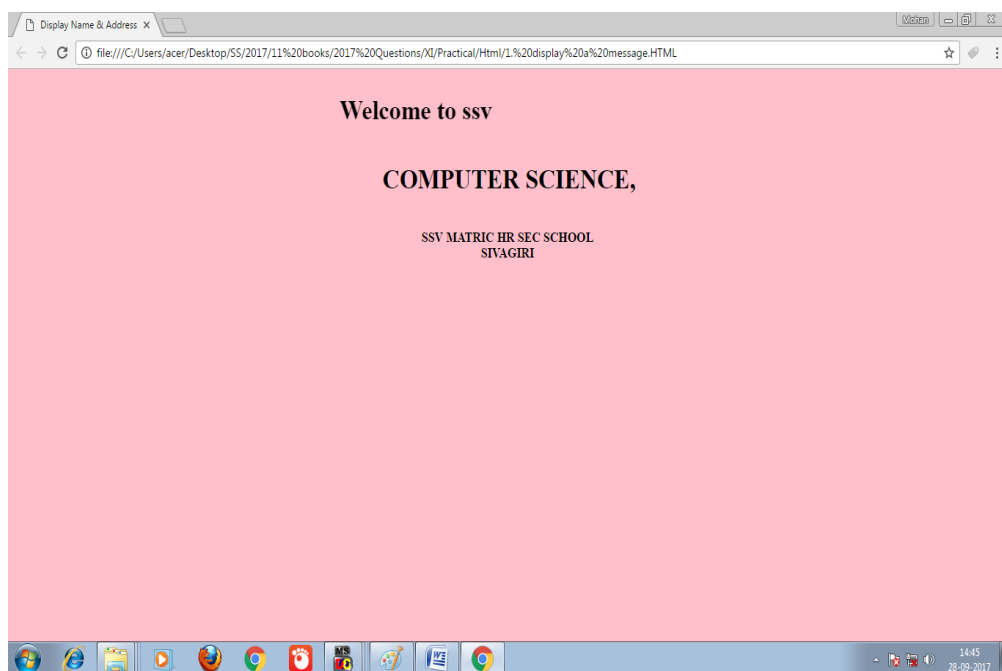 Display Name & Address
Mohan
file:///C:/Users/acer/Desktop/SS/2017/11%20books/2017%20Questions/XI/Practical/Html/1.%20display%20a%20message.HTML
Welcome to ssv
COMPUTER SCIENCE,
SSV MATRIC HR SEC SCHOOL
SIVAGIRI
MS
14:45
28-09-2017